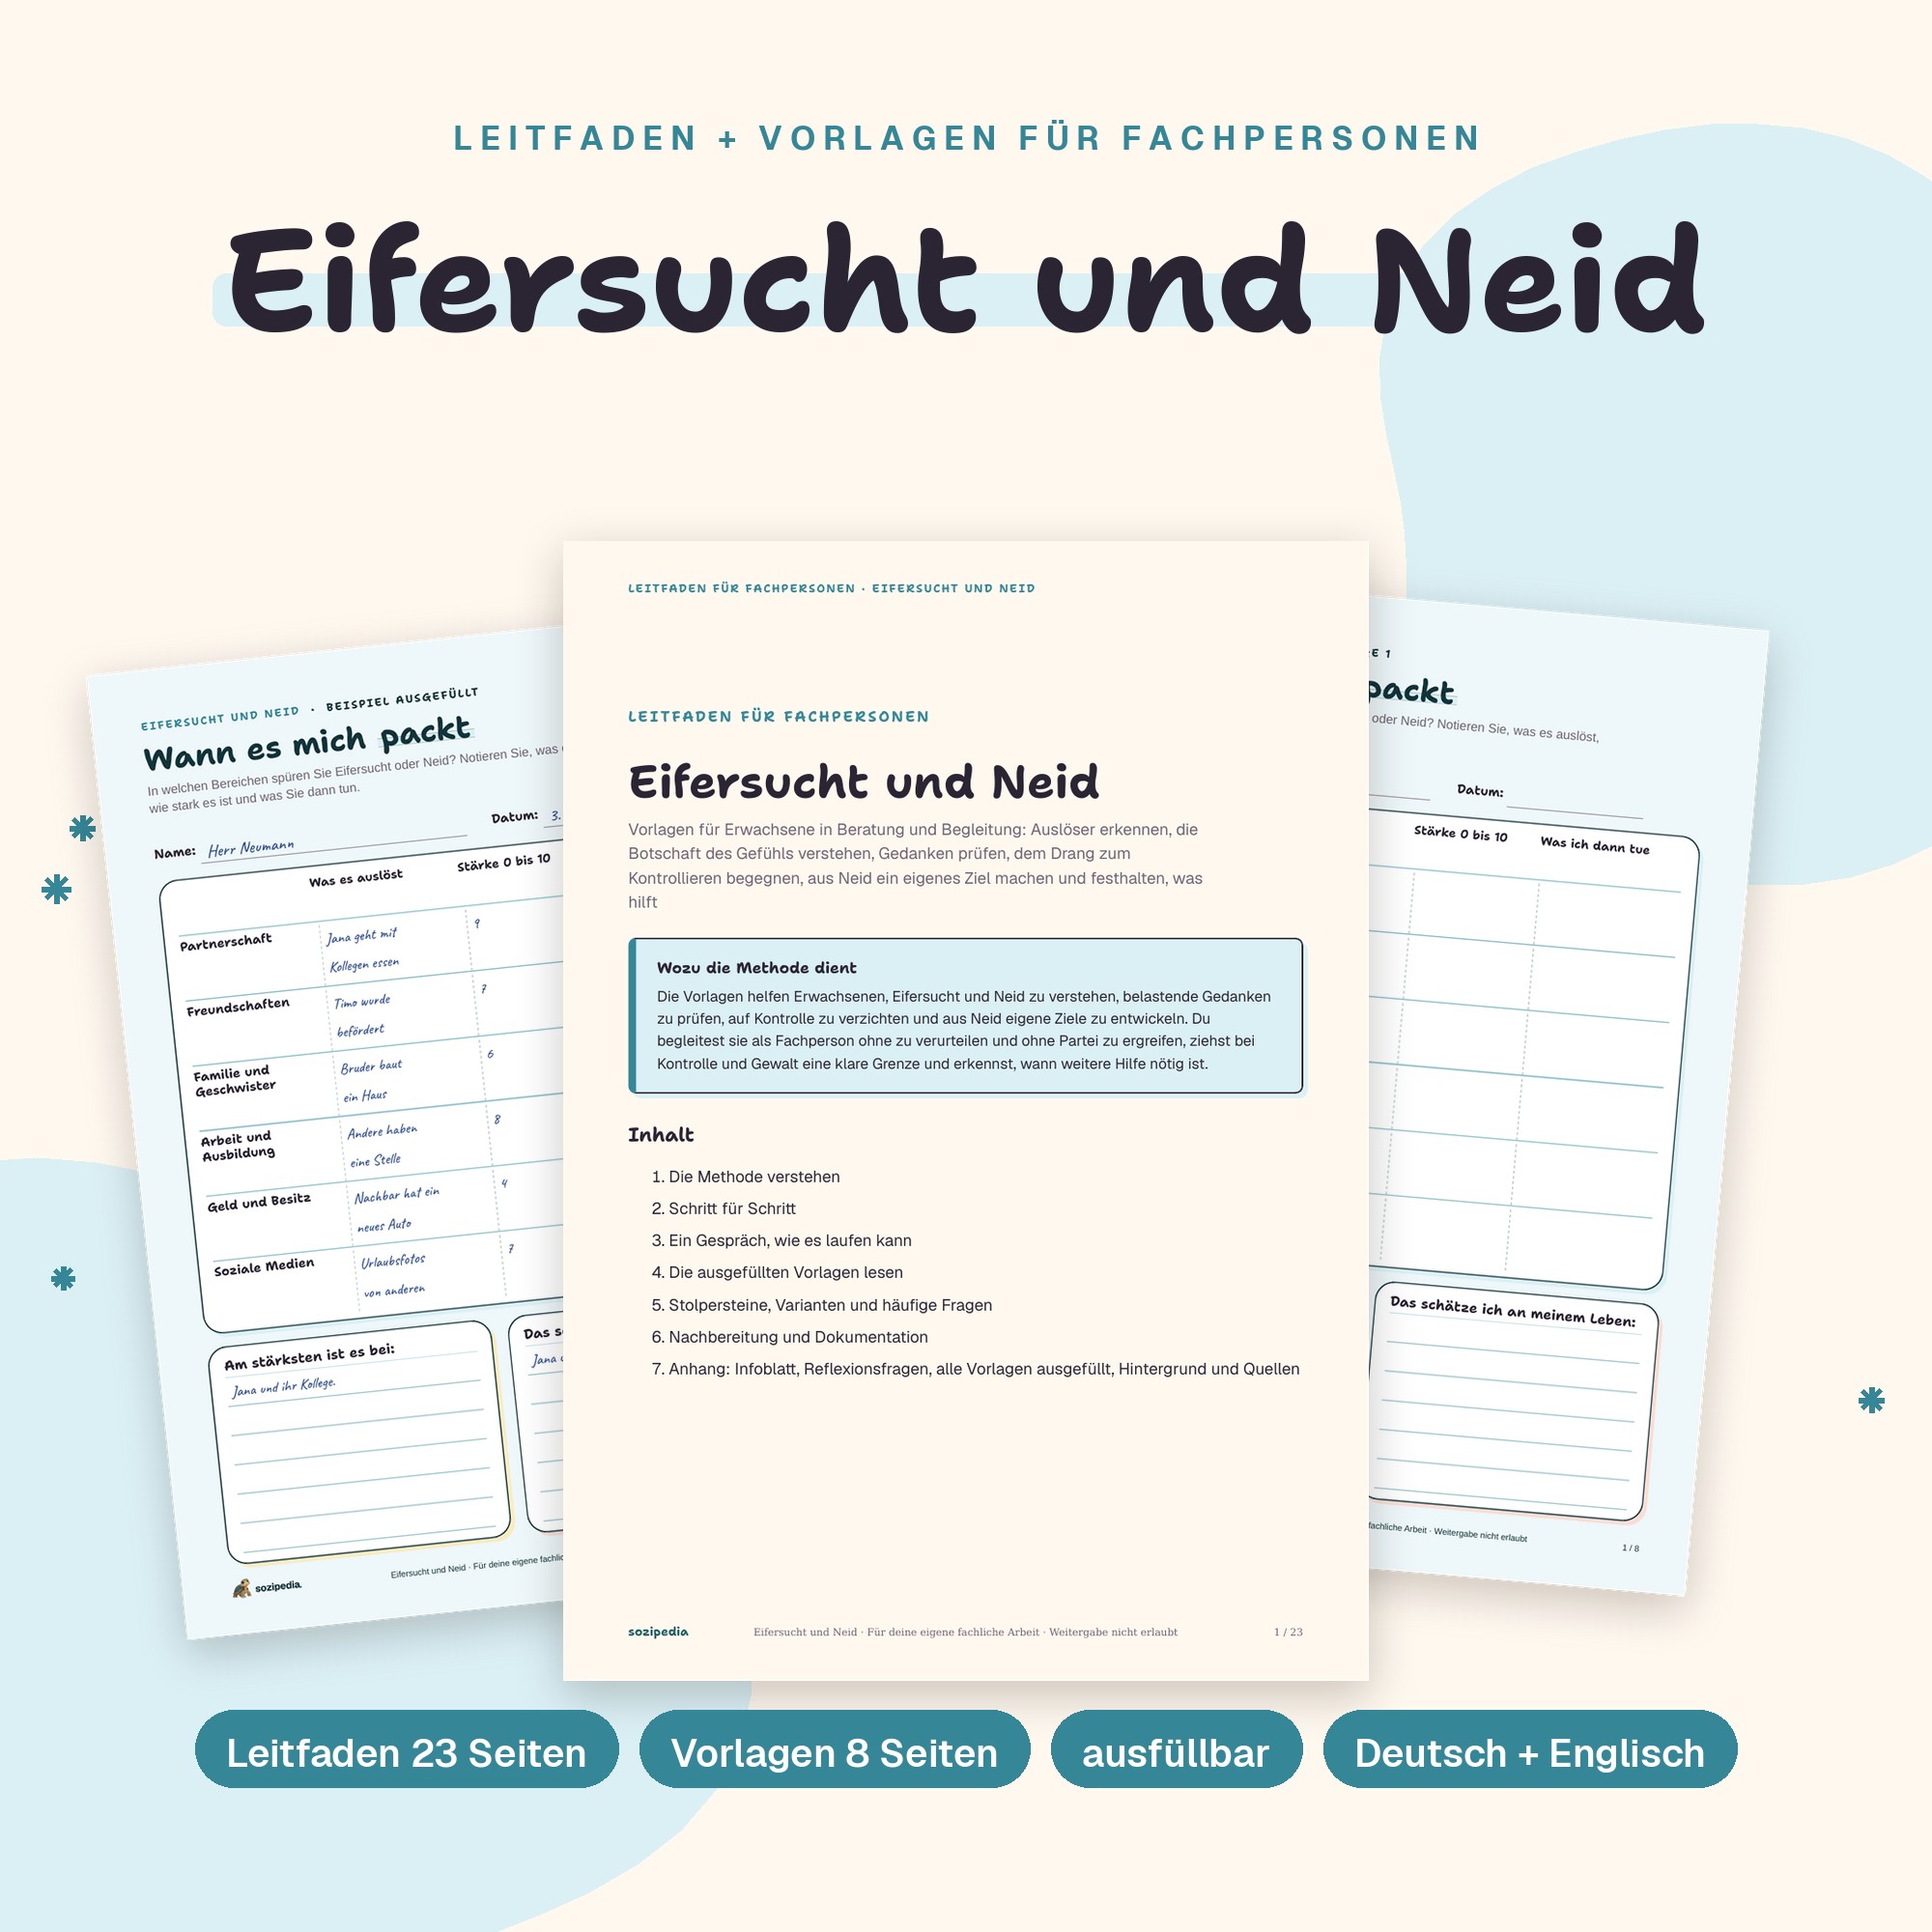 LEITFADEN + VORLAGEN FÜR FACHPERSONEN
Eifersucht und Neid
EIFERSUCHT UND NEID · BEISPIEL AUSGEFÜLLT
Wann es mich packt
In welchen Bereichen spüren Sie Eifersucht oder Neid? Notieren Sie, was
wie stark es ist und was Sie dann tun.
Name: Herr Neumann Datum: 3.
Was es auslöst Stärke 0 bis 10
Partnerschaft Jana geht mit 9
Kollegen essen
Freundschaften Timo wurde 7
befördert
Familie und Bruder baut 6
Geschwister ein Haus
Arbeit und Andere haben 8
Ausbildung eine Stelle
Geld und Besitz Nachbar hat ein 4
neues Auto
Soziale Medien Urlaubsfotos 7
von anderen
Am stärksten ist es bei: Das
Jana und ihr Kollege. Jana
sozipedia. Eifersucht und Neid · Für deine eigene
LEITFADEN FÜR FACHPERSONEN · EIFERSUCHT UND NEID
LEITFADEN FÜR FACHPERSONEN
Eifersucht und Neid
Vorlagen für Erwachsene in Beratung und Begleitung: Auslöser erkennen, die
Botschaft des Gefühls verstehen, Gedanken prüfen, dem Drang zum
Kontrollieren begegnen, aus Neid ein eigenes Ziel machen und festhalten, was
hilft
Wozu die Methode dient
Die Vorlagen helfen Erwachsenen, Eifersucht und Neid zu verstehen, belastende Gedanken
zu prüfen, auf Kontrolle zu verzichten und aus Neid eigene Ziele zu entwickeln. Du
begleitest sie als Fachperson ohne zu verurteilen und ohne Partei zu ergreifen, ziehst bei
Kontrolle und Gewalt eine klare Grenze und erkennst, wann weitere Hilfe nötig ist.
Inhalt
1. Die Methode verstehen
2. Schritt für Schritt
3. Ein Gespräch, wie es laufen kann
4. Die ausgefüllten Vorlagen lesen
5. Stolpersteine, Varianten und häufige Fragen
6. Nachbereitung und Dokumentation
7. Anhang: Infoblatt, Reflexionsfragen, alle Vorlagen ausgefüllt, Hintergrund und Quellen
sozipedia Eifersucht und Neid · Für deine eigene fachliche Arbeit · Weitergabe nicht erlaubt 1 / 23
1
packt
oder Neid? Notieren Sie, was es auslöst,
Datum:
Stärke 0 bis 10 Was ich dann tue
Das schätze ich an meinem Leben:
fachliche Arbeit · Weitergabe nicht erlaubt 1 / 8
Leitfaden 23 Seiten
Vorlagen 8 Seiten
ausfüllbar
Deutsch + Englisch